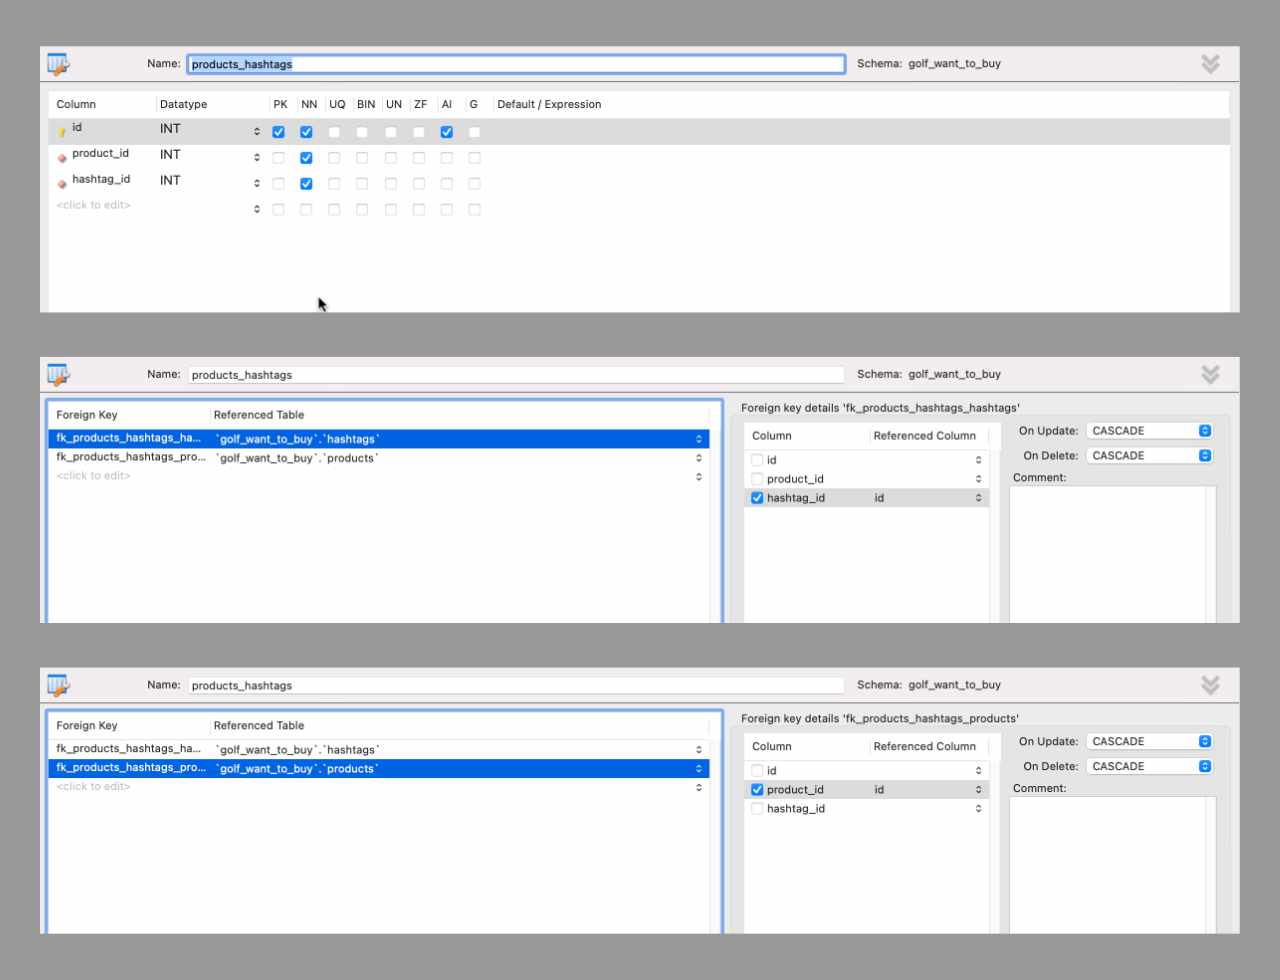 Name: products_hashtags Schema: golf_want_to_buy
Column Datatype PK NN UQ BIN UN ZF AI G Default / Expression
id INT
product_id INT
hashtag_id INT
<click to edit>
Name: products_hashtags Schema: golf_want_to_buy
Foreign Key Referenced Table
fk_products_hashtags_ha... `golf_want_to_buy`.`hashtags`
fk_products_hashtags_pro... `golf_want_to_buy`.`products`
<click to edit>
Foreign key details 'fk_products_hashtags_hashtags'
Column Referenced Column
id
product_id
hashtag_id id
On Update: CASCADE
On Delete: CASCADE
Comment:
Name: products_hashtags Schema: golf_want_to_buy
Foreign Key Referenced Table
fk_products_hashtags_ha... `golf_want_to_buy`.`hashtags`
fk_products_hashtags_pro... `golf_want_to_buy`.`products`
<click to edit>
Foreign key details 'fk_products_hashtags_products'
Column Referenced Column
id
product_id id
hashtag_id
On Update: CASCADE
On Delete: CASCADE
Comment: